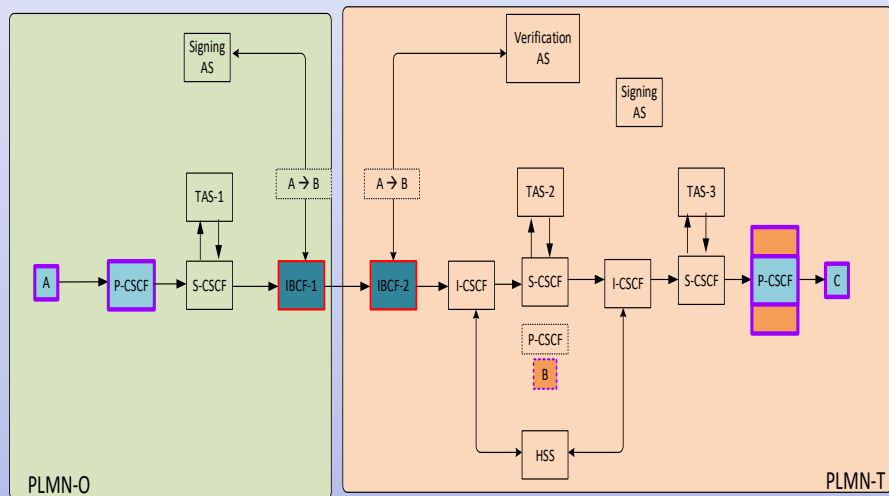 Signing
AS
Verification
AS
Signing
AS
A → B
A → B
TAS-1
TAS-2
TAS-3
A
P-CSCF
S-CSCF
IBCF-1
IBCF-2
I-CSCF
S-CSCF
I-CSCF
S-CSCF
P-CSCF
C
P-CSCF
B
HSS
PLMN-O
PLMN-T